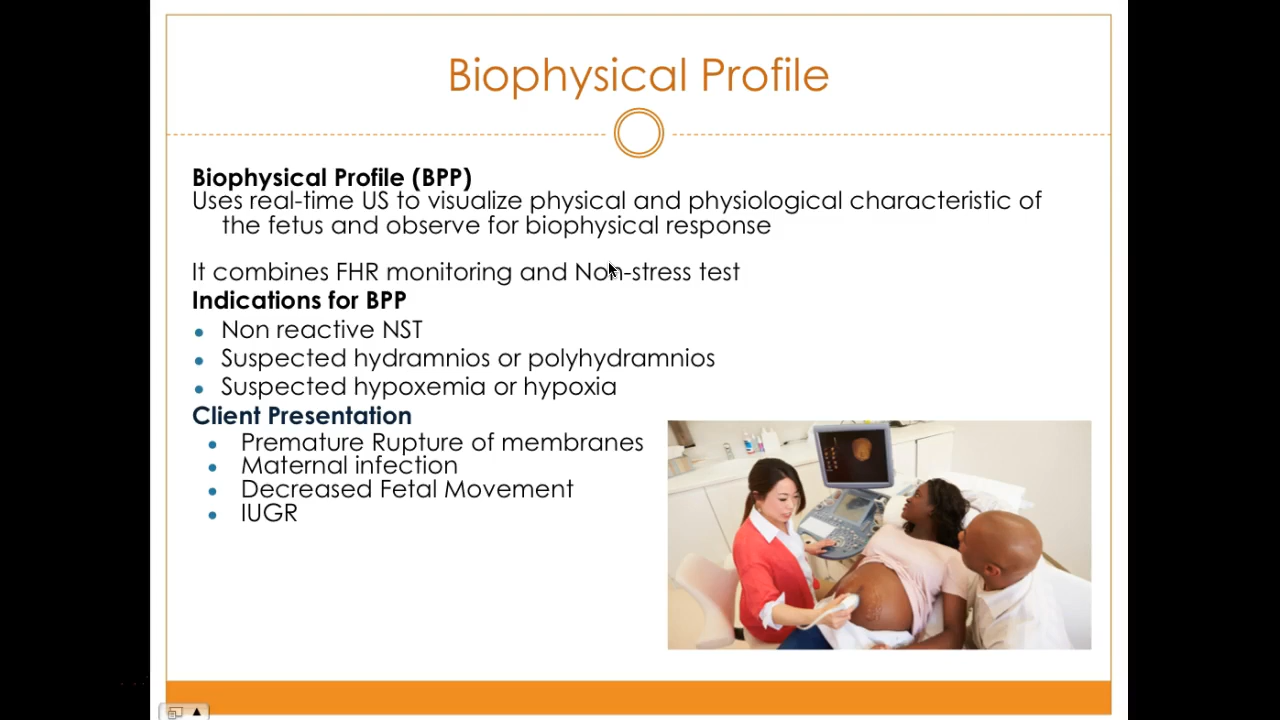 Biophysical Profile
Biophysical Profile (BPP)
Uses real-time US to visualize physical and physiological characteristic of
the fetus and observe for biophysical response
It combines FHR monitoring and Non-stress test
Indications for BPP
• Non reactive NST
• Suspected hydramnios or polyhydramnios
• Suspected hypoxemia or hypoxia
Client Presentation
• Premature Rupture of membranes
• Maternal infection
• Decreased Fetal Movement
• IUGR